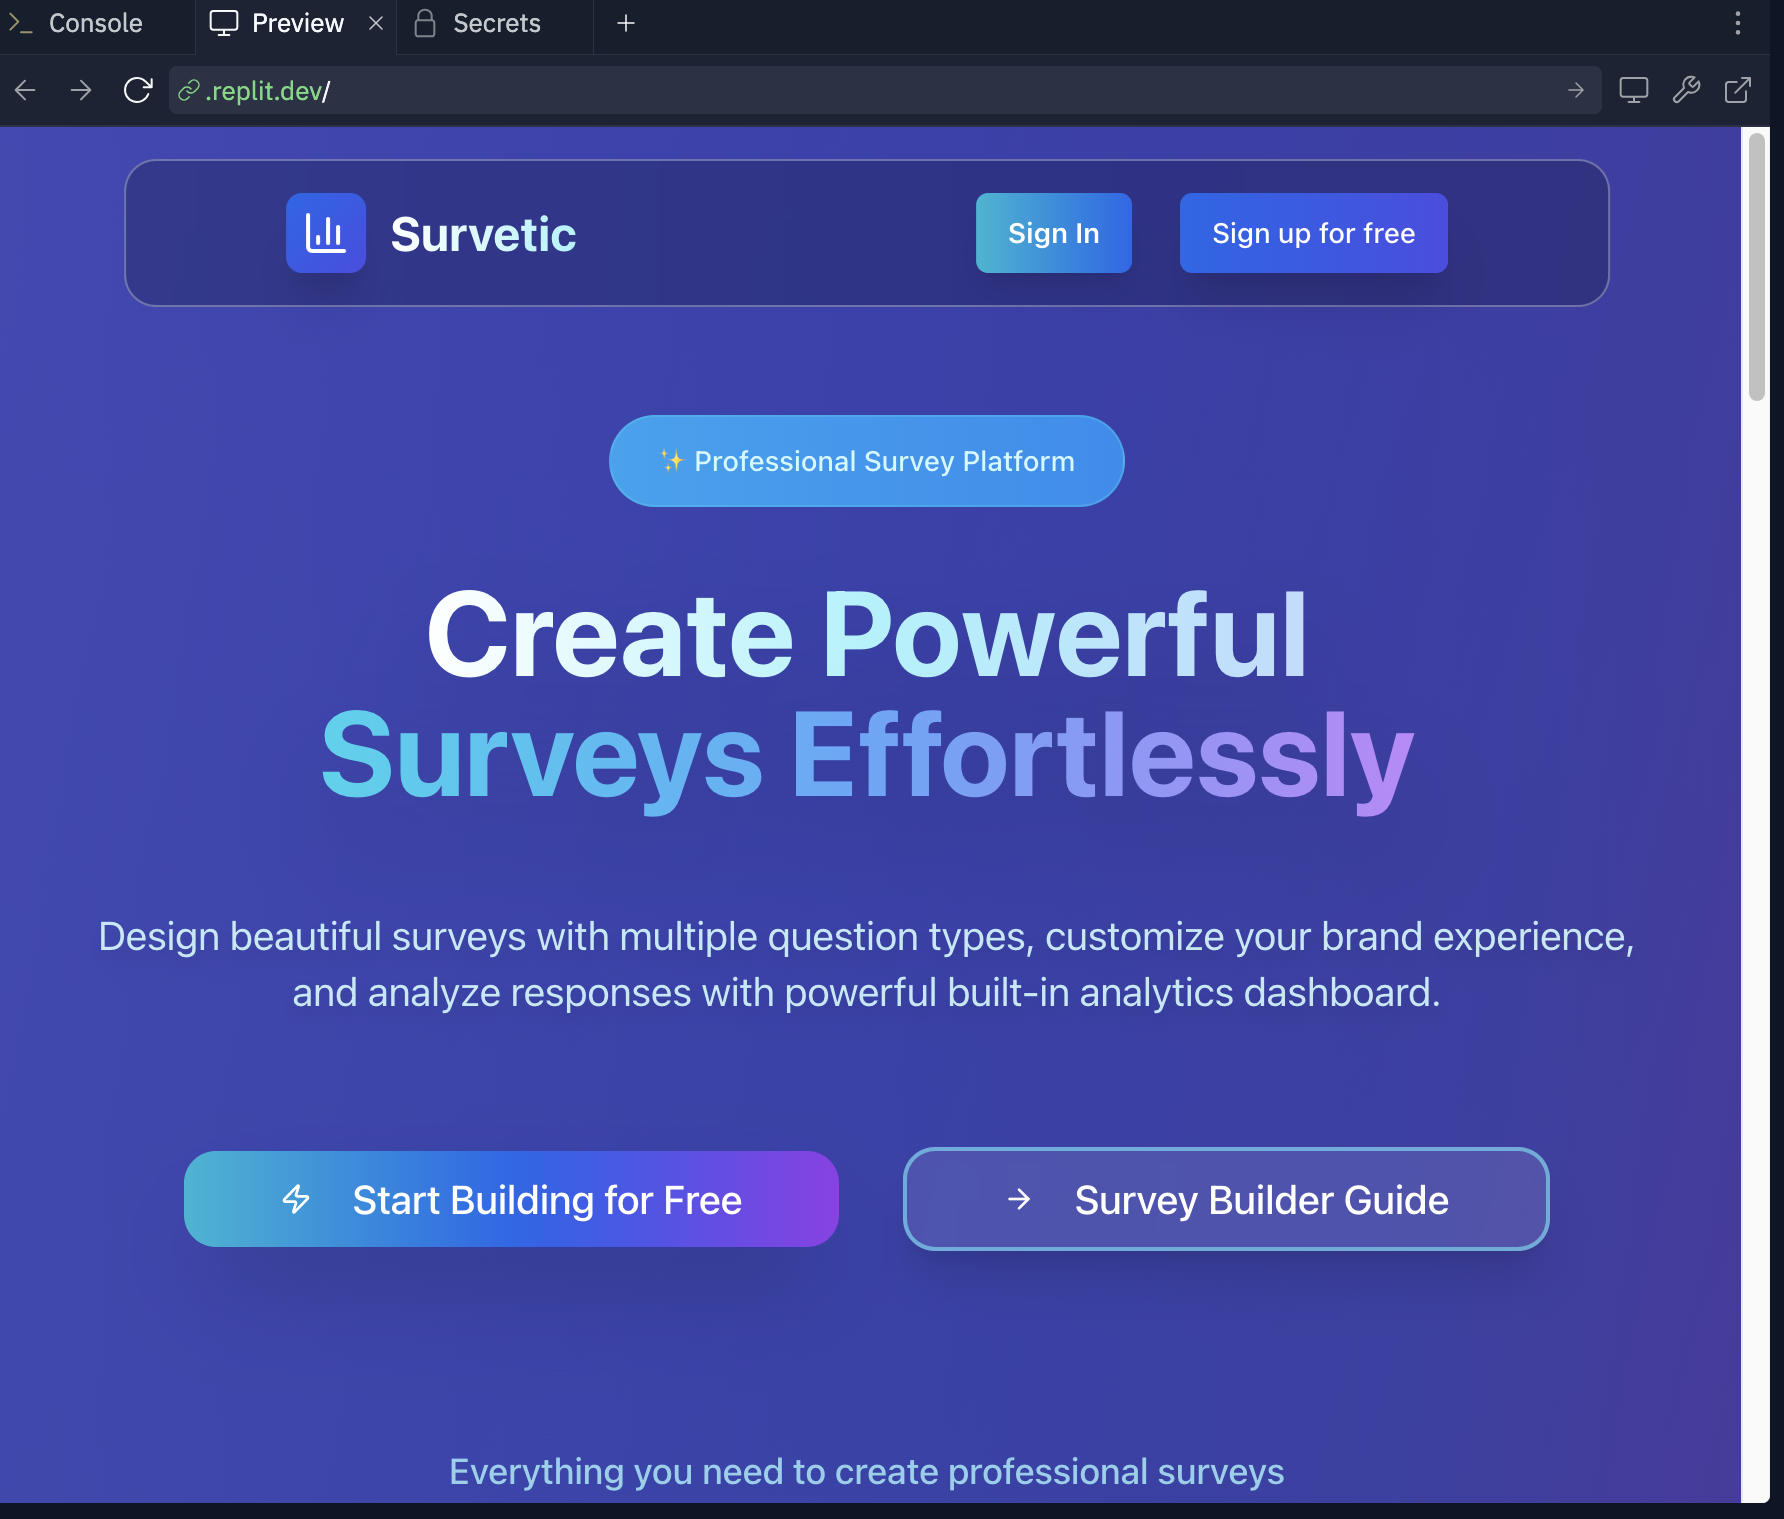 Console
Preview
Secrets
.replit.dev/
Survetic
Sign In
Sign up for free
✨ Professional Survey Platform
Create Powerful
Surveys Effortlessly
Design beautiful surveys with multiple question types, customize your brand experience,
and analyze responses with powerful built-in analytics dashboard.
Start Building for Free
Survey Builder Guide
Everything you need to create professional surveys